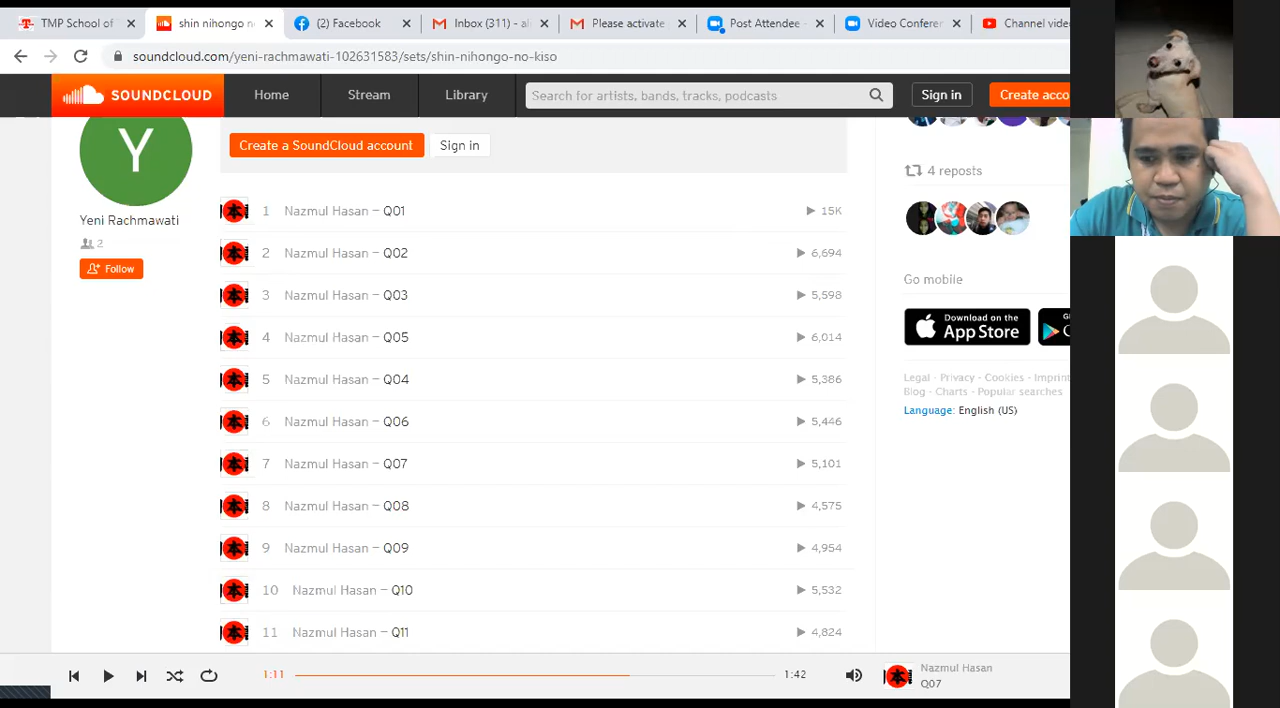 TMP School of
shin nihongo n
(2) Facebook
Inbox (311) - a
Please activate
Post Attendee -
Video Conferen
Channel video
soundcloud.com/yeni-rachmawati-102631583/sets/shin-nihongo-no-kiso
SOUNDCLOUD
Home
Stream
Library
Search for artists, bands, tracks, podcasts
Sign in
Create acco
Y
Create a SoundCloud account
Sign in
Yeni Rachmawati
2
Follow
4 reposts
1 Nazmul Hasan – Q01 15K
2 Nazmul Hasan – Q02 6,694
3 Nazmul Hasan – Q03 5,598
4 Nazmul Hasan – Q05 6,014
5 Nazmul Hasan – Q04 5,386
6 Nazmul Hasan – Q06 5,446
7 Nazmul Hasan – Q07 5,101
8 Nazmul Hasan – Q08 4,575
9 Nazmul Hasan – Q09 4,954
10 Nazmul Hasan – Q10 5,532
11 Nazmul Hasan – Q11 4,824
Go mobile
Download on the
App Store
Legal - Privacy - Cookies - Imprint
Blog - Charts - Popular searches
Language: English (US)
1:11
1:42
Nazmul Hasan
Q07